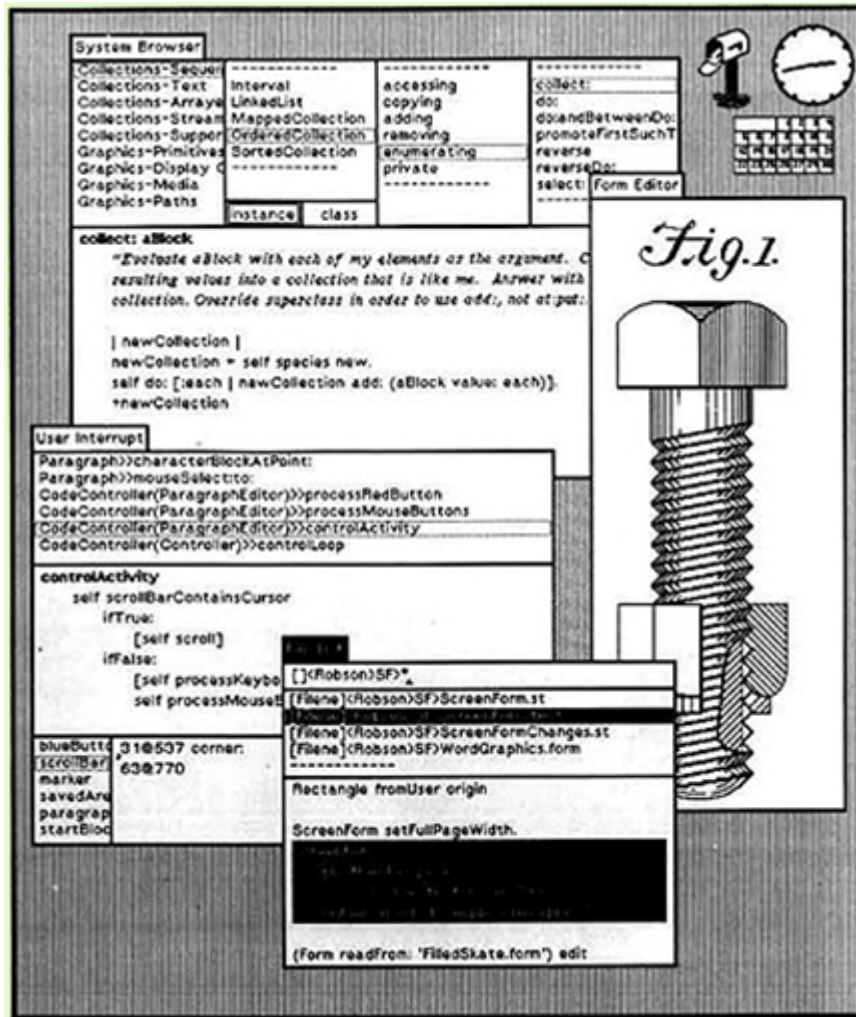 System Browser
Collections-Sequen
Collections-Text
Collections-Arraye
Collections-Stream
Collections-Suppor
Graphics-Primitives
Graphics-Display
Graphics-Media
Graphics-Paths
------------
Interval
LinkedList
MappedCollection
OrderedCollection
SortedCollection
------------
instance
class
------------
accessing
copying
adding
removing
enumerating
private
------------
------------
collect:
do:
do:andBetweenDo:
promoteFirstSuchT
reverse
reverseDo:
select:
Form Editor
Fig.1.
collect: aBlock
"Evaluate aBlock with each of my elements as the argument. C
resulting values into a collection that is like me. Answer with
collection. Override superclass in order to use add:, not at:put:.
| newCollection |
newCollection ← self species new.
self do: [:each | newCollection add: (aBlock value: each)].
↑newCollection
User Interrupt
Paragraph>>characterBlockAtPoint:
Paragraph>>mouseSelect:to:
CodeController(ParagraphEditor)>>processRedButton
CodeController(ParagraphEditor)>>processMouseButtons
CodeController(ParagraphEditor)>>controlActivity
CodeController(Controller)>>controlLoop
controlActivity
self scrollBarContainsCursor
ifTrue:
[self scroll]
ifFalse:
[self processKeybo
self processMouseB
blueButto
scrollBar
marker
savedAre
paragrap
startBloc
31@537 corner:
63@770
[]<Robson>SF>*
[Filene]<Robson>SF>ScreenForm.st
[Filene]<Robson>SF>ScreenFormChanges.st
[Filene]<Robson>SF>WordGraphics.form
------------
Rectangle fromUser origin
ScreenForm setFullPageWidth.
(Form readFrom: 'FilledSkate.form') edit